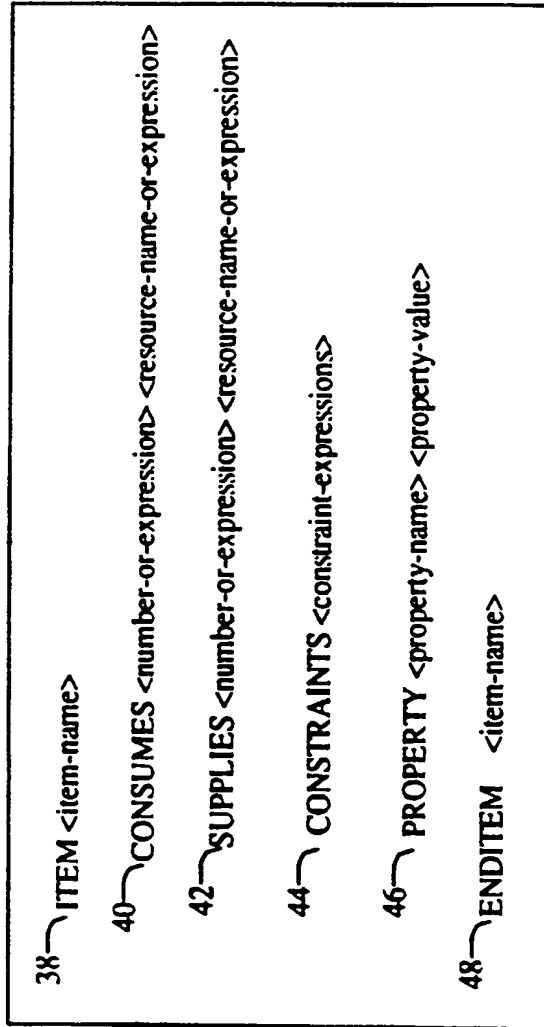 38 ITEM <item-name>
40 CONSUMES <number-or-expression> <resource-name-or-expression>
42 SUPPLIES <number-or-expression> <resource-name-or-expression>
44 CONSTRAINTS <constraint-expressions>
46 PROPERTY <property-name> <property-value>
48 ENDITEM <item-name>